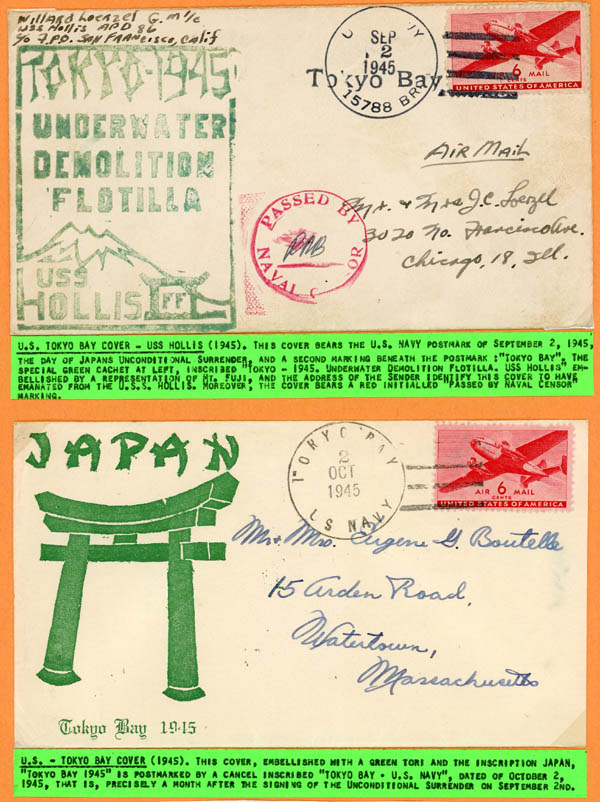 Willard Loerzel G.M 1/c
USS Hollis APD 86
c/o F.P.O. San Francisco, Calif
TOKYO-1945
UNDERWATER
DEMOLITION
FLOTILLA
USS
HOLLIS
FF
SEP
2
1945
Tokyo Bay
15788 BR
6 MAIL
CENTS
UNITED STATES OF AMERICA
Air Mail
PASSED BY
NAVAL C OR
Mr. & Mrs J.C. Loerzel
3020 No. Francisco Ave.
Chicago, 18, Ill.
U.S. TOKYO BAY COVER - USS HOLLIS (1945). THIS COVER BEARS THE U.S. NAVY POSTMARK OF SEPTEMBER 2, 1945,
THE DAY OF JAPANS UNCONDITIONAL SURRENDER, AND A SECOND MARKING BENEATH THE POSTMARK :"TOKYO BAY". THE
SPECIAL GREEN CACHET AT LEFT, INSCRIBED "TOKYO - 1945. UNDERWATER DEMOLITION FLOTILLA. USS HOLLIS" EM-
BELLISHED BY A REPRESENTATION OF MT. FUJI, AND THE ADDRESS OF THE SENDER IDENTIFY THIS COVER TO HAVE
EMANATED FROM THE U.S.S. HOLLIS. MOREOVER, THE COVER BEARS A RED INITIALLED "PASSED BY NAVAL CENSOR"
MARKING.
JAPAN
TOKYO BAY
2
OCT
1945
U S NAVY
AIR 6 MAIL
CENTS
UNITED STATES OF AMERICA
Mr & Mrs. Eugene G. Boutelle
15 Arden Road,
Watertown,
Massachusetts
Tokyo Bay 1945
U.S. - TOKYO BAY COVER (1945). THIS COVER, EMBELLISHED WITH A GREEN TORI AND THE INSCRIPTION JAPAN,
"TOKYO BAY 1945" IS POSTMARKED BY A CANCEL INSCRIBED "TOKYO BAY - U.S. NAVY", DATED OF OCTOBER 2,
1945, THAT IS, PRECISELY A MONTH AFTER THE SIGNING OF THE UNCONDITIONAL SURRENDER ON SEPTEMBER 2ND.